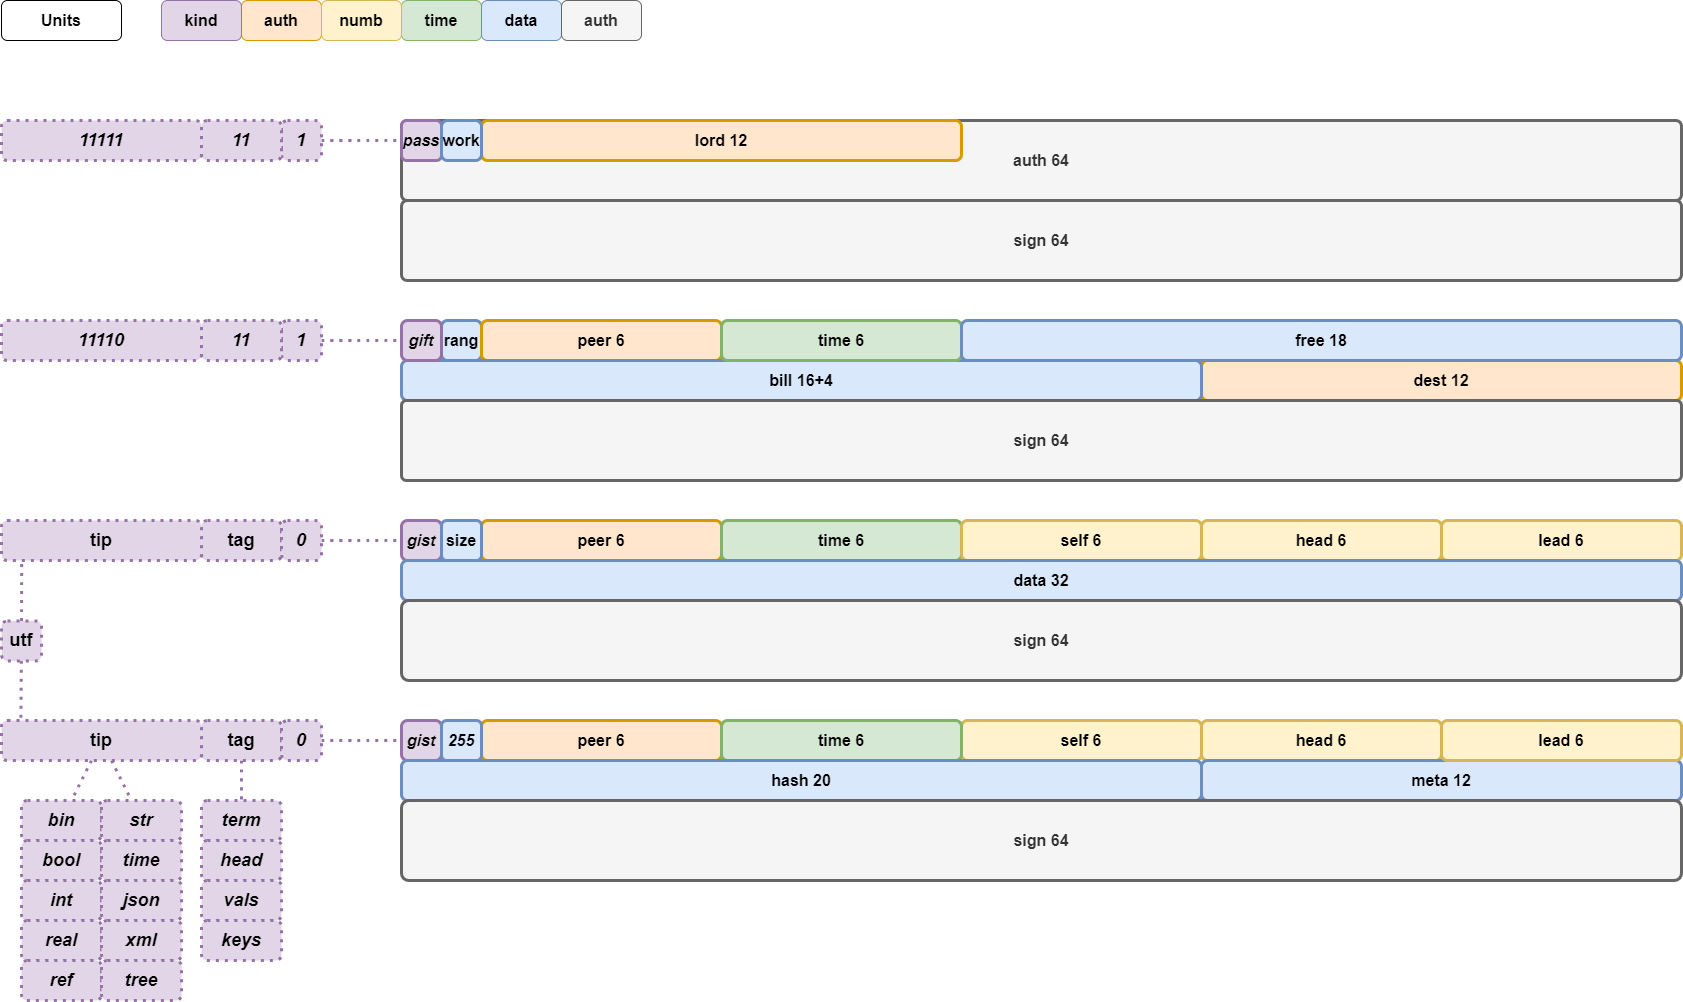 Units kind auth numb time data auth
11111 11 1 pass work lord 12
auth 64
sign 64
11110 11 1 gift rang peer 6 time 6 free 18
bill 16+4 dest 12
sign 64
tip tag 0 gist size peer 6 time 6 self 6 head 6 lead 6
data 32
utf sign 64
tip tag 0 gist 255 peer 6 time 6 self 6 head 6 lead 6
hash 20 meta 12
bin str term
sign 64
bool time head
int json vals
real xml keys
ref tree